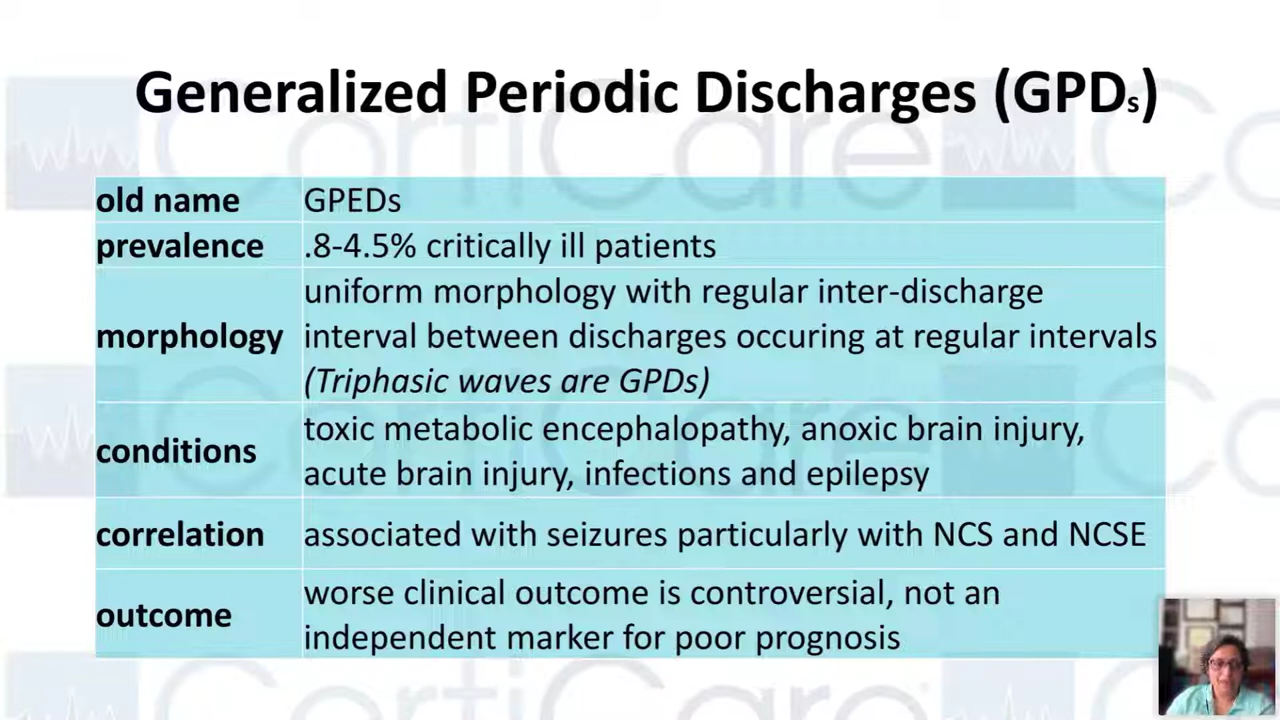 Generalized Periodic Discharges (GPDs)
old name GPEDs
prevalence .8-4.5% critically ill patients
morphology uniform morphology with regular inter-discharge
interval between discharges occuring at regular intervals
(Triphasic waves are GPDs)
conditions toxic metabolic encephalopathy, anoxic brain injury,
acute brain injury, infections and epilepsy
correlation associated with seizures particularly with NCS and NCSE
outcome worse clinical outcome is controversial, not an
independent marker for poor prognosis
CortiCare
CortiCare